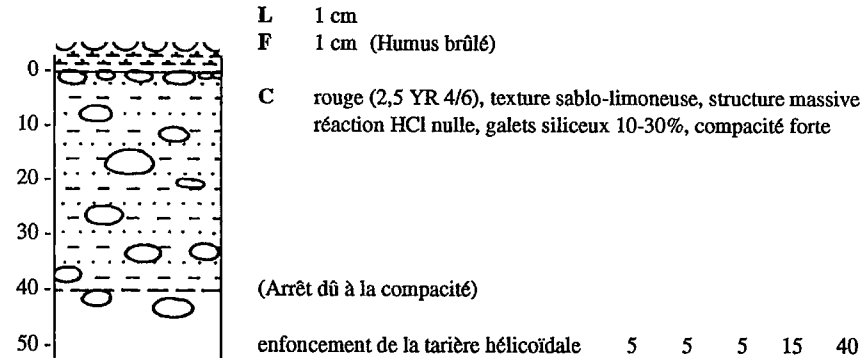 L 1 cm
F 1 cm (Humus brûlé)
0 -
C rouge (2,5 YR 4/6), texture sablo-limoneuse, structure massive
réaction HCl nulle, galets siliceux 10-30%, compacité forte
10 -
20 -
30 -
40 - (Arrêt dû à la compacité)
50 - enfoncement de la tarière hélicoïdale 5 5 5 15 40